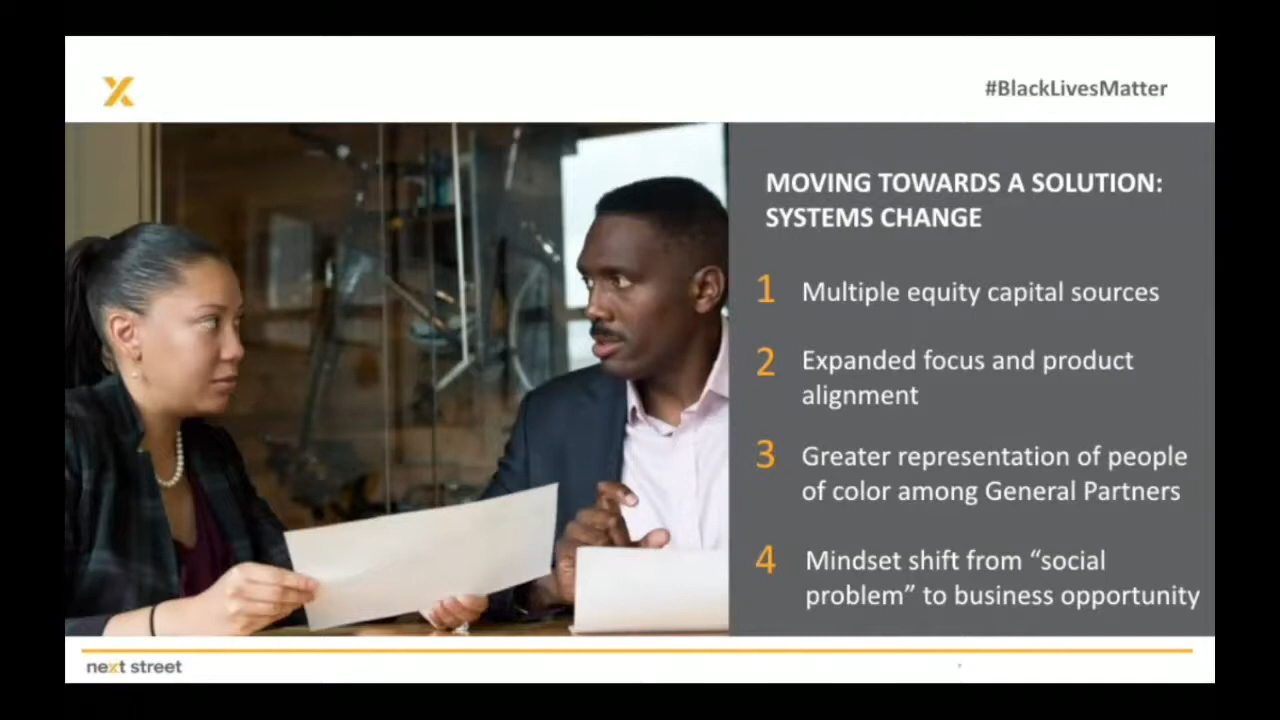 #BlackLivesMatter
MOVING TOWARDS A SOLUTION:
SYSTEMS CHANGE
1 Multiple equity capital sources
2 Expanded focus and product
alignment
3 Greater representation of people
of color among General Partners
4 Mindset shift from “social
problem” to business opportunity
next street